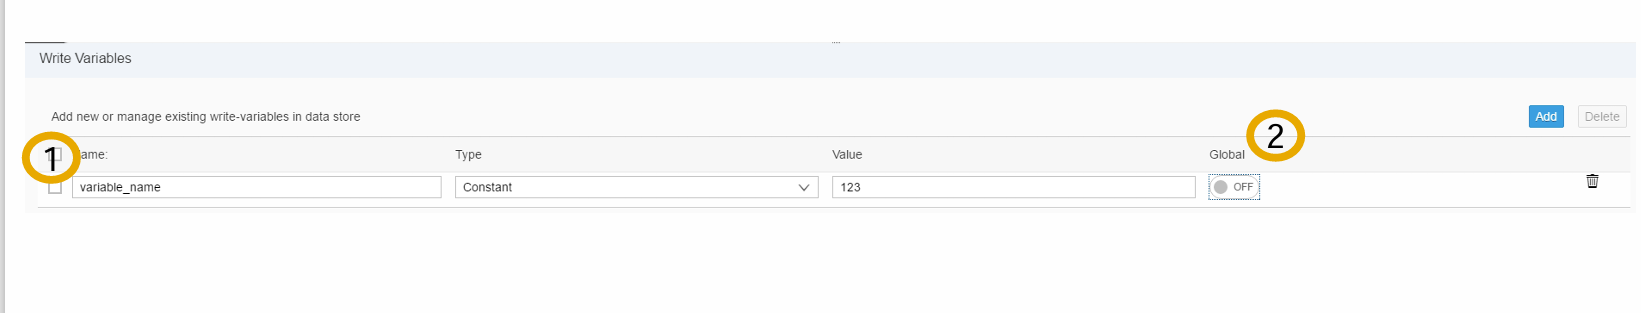 Write Variables
Add new or manage existing write-variables in data store
Add
Delete
2
1
ame:
Type
Value
Global
variable_name
Constant
123
OFF